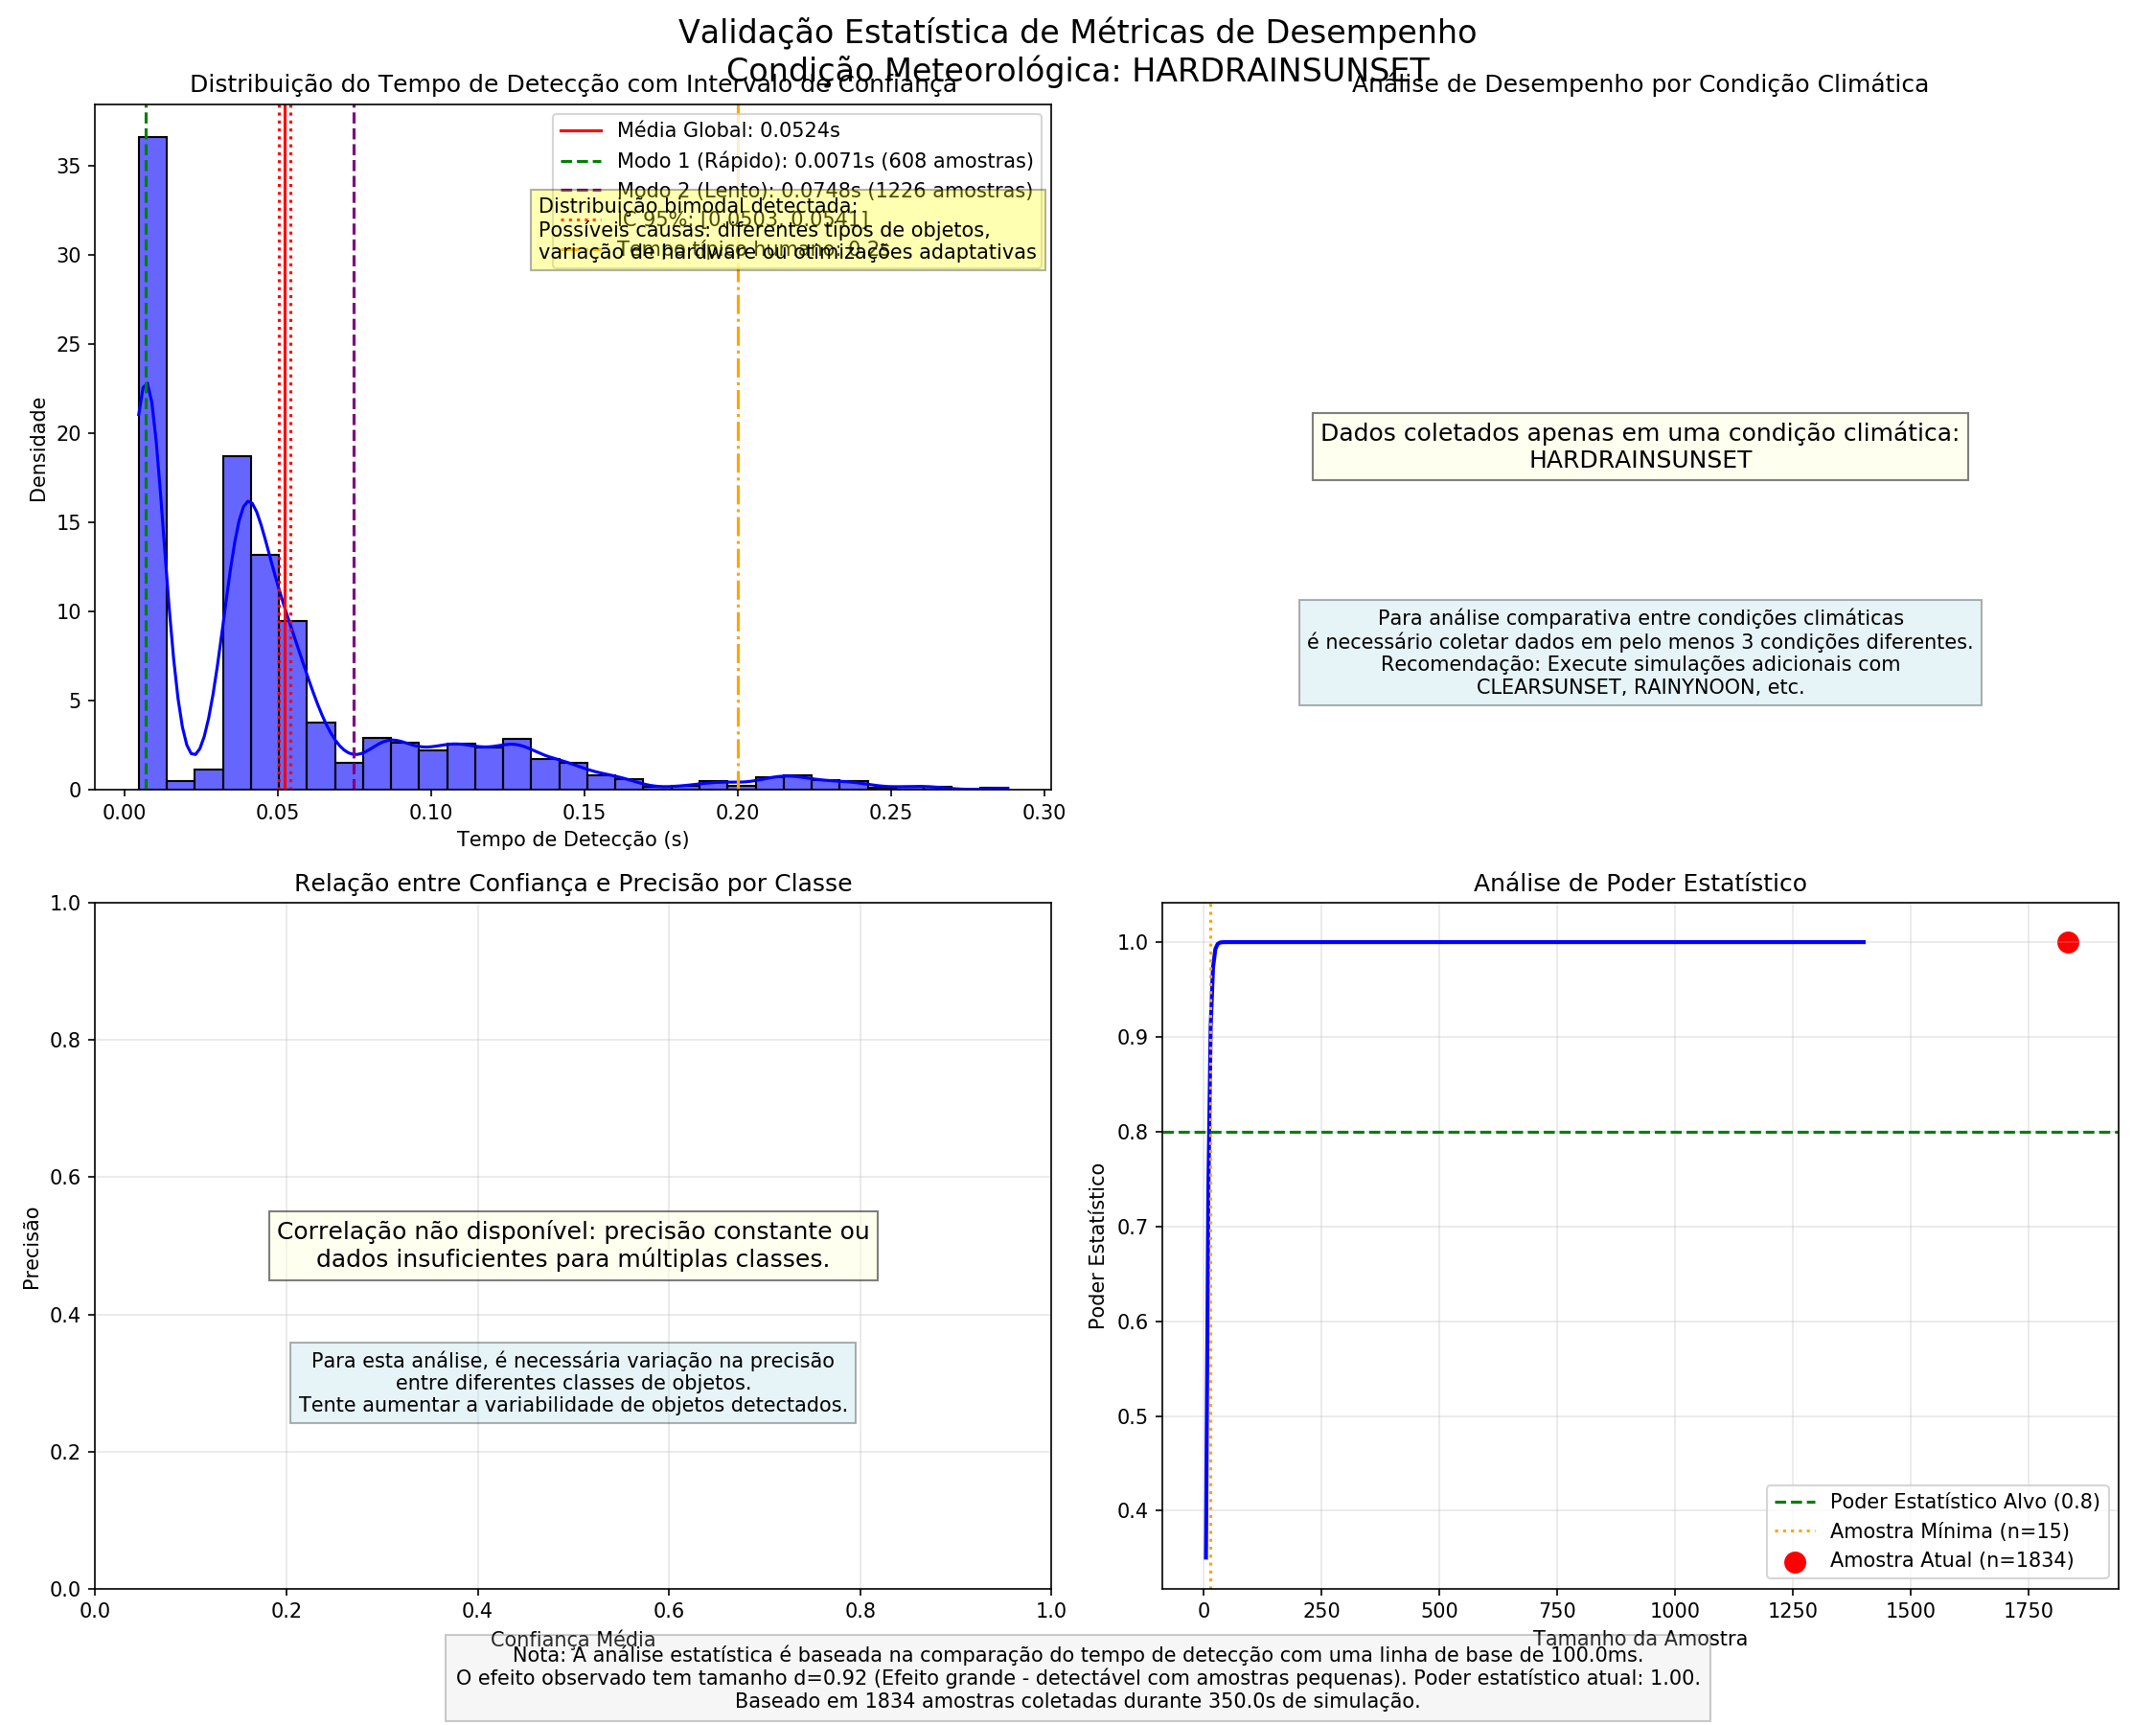 Validação Estatística de Métricas de Desempenho
Condição Meteorológica: HARDRAINSUNSET
Distribuição do Tempo de Detecção com Intervalo de Confiança
Densidade
35
30
25
20
15
10
5
0
0.00
0.05
0.10
0.15
0.20
0.25
0.30
Tempo de Detecção (s)
Média Global: 0.0524s
Modo 1 (Rápido): 0.0071s (608 amostras)
Modo 2 (Lento): 0.0748s (1226 amostras)
IC 95%: [0.0503, 0.0541]
Tempo típico humano: 0.2s
Distribuição bimodal detectada:
Possíveis causas: diferentes tipos de objetos,
variação de hardware ou otimizações adaptativas
Análise de Desempenho por Condição Climática
Dados coletados apenas em uma condição climática:
HARDRAINSUNSET
Para análise comparativa entre condições climáticas
é necessário coletar dados em pelo menos 3 condições diferentes.
Recomendação: Execute simulações adicionais com
CLEARSUNSET, RAINYNOON, etc.
Relação entre Confiança e Precisão por Classe
Precisão
1.0
0.8
0.6
0.4
0.2
0.0
0.0
0.2
0.4
0.6
0.8
1.0
Confiança Média
Correlação não disponível: precisão constante ou
dados insuficientes para múltiplas classes.
Para esta análise, é necessária variação na precisão
entre diferentes classes de objetos.
Tente aumentar a variabilidade de objetos detectados.
Análise de Poder Estatístico
Poder Estatístico
1.0
0.9
0.8
0.7
0.6
0.5
0.4
0
250
500
750
1000
1250
1500
1750
Tamanho da Amostra
Poder Estatístico Alvo (0.8)
Amostra Mínima (n=15)
Amostra Atual (n=1834)
Nota: A análise estatística é baseada na comparação do tempo de detecção com uma linha de base de 100.0ms.
O efeito observado tem tamanho d=0.92 (Efeito grande - detectável com amostras pequenas). Poder estatístico atual: 1.00.
Baseado em 1834 amostras coletadas durante 350.0s de simulação.